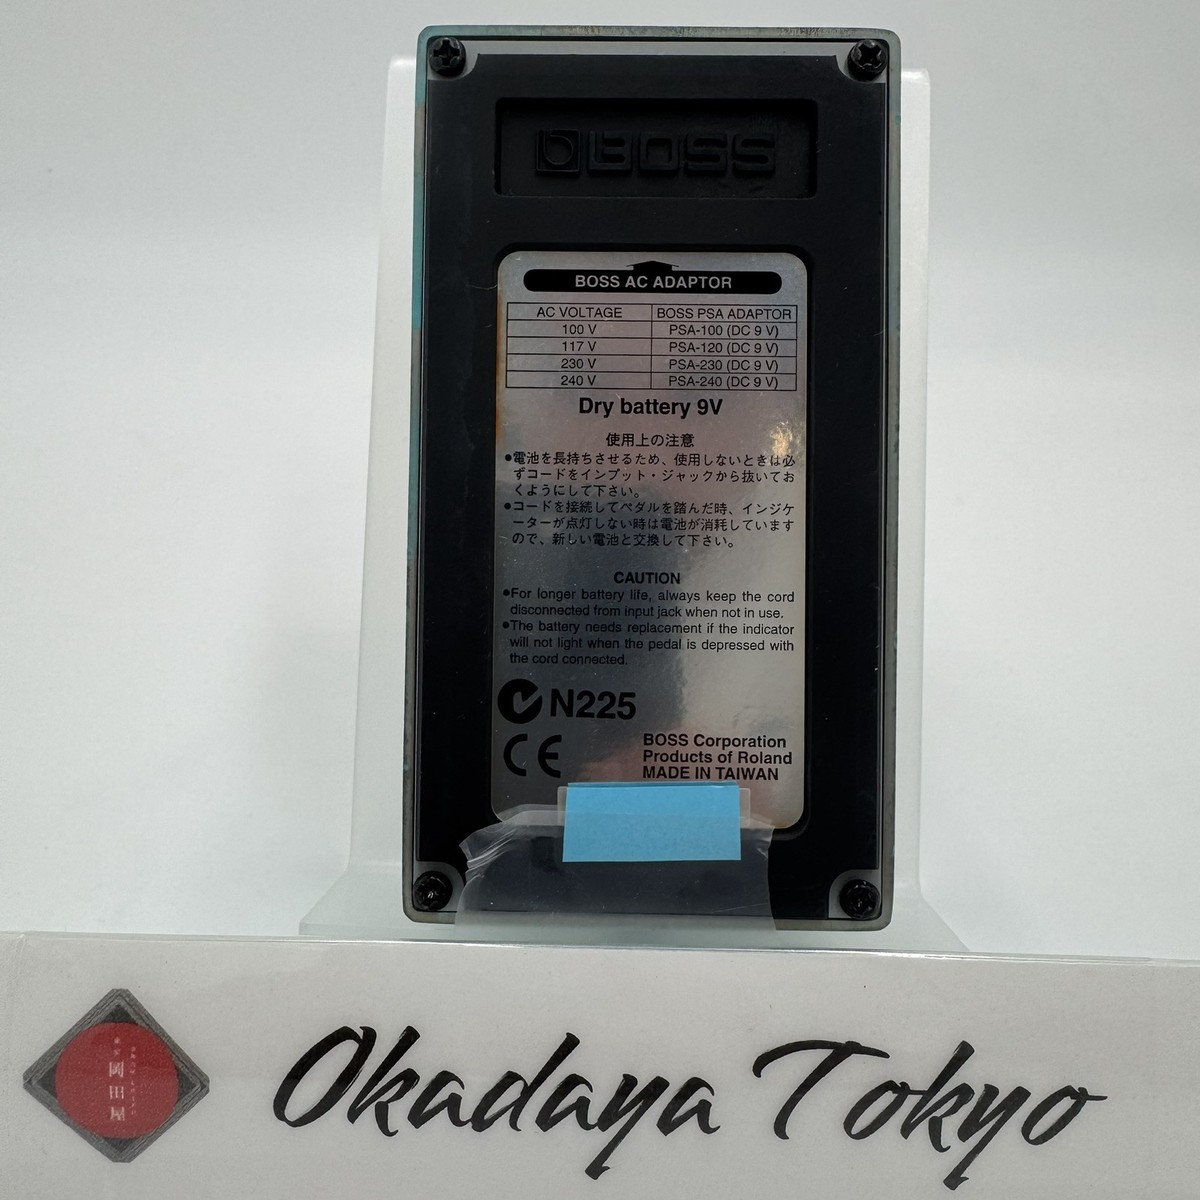 BOSS
BOSS AC ADAPTOR
AC VOLTAGE BOSS PSA ADAPTOR
100 V PSA-100 (DC 9 V)
117 V PSA-120 (DC 9 V)
230 V PSA-230 (DC 9 V)
240 V PSA-240 (DC 9 V)
Dry battery 9V
使用上の注意
●電池を長持ちさせるため、使用しないときは必
ずコードをインプット・ジャックから抜いてお
くようにして下さい。
●コードを接続してペダルを踏んだ時、インジケ
ーターが点灯しない時は電池が消耗しています
ので、新しい電池と交換して下さい。
CAUTION
●For longer battery life, always keep the cord
disconnected from input jack when not in use.
●The battery needs replacement if the indicator
will not light when the pedal is depressed with
the cord connected.
N225
CE
BOSS Corporation
Products of Roland
MADE IN TAIWAN
岡田屋
Okadaya Tokyo